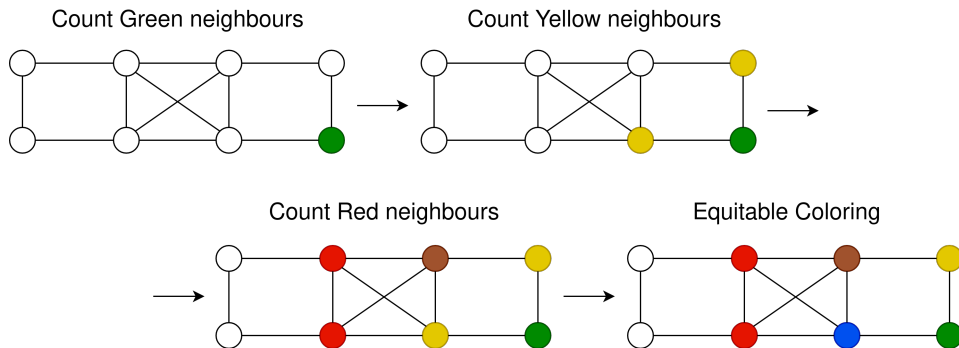 Count Green neighbours
Count Yellow neighbours
Count Red neighbours
Equitable Coloring